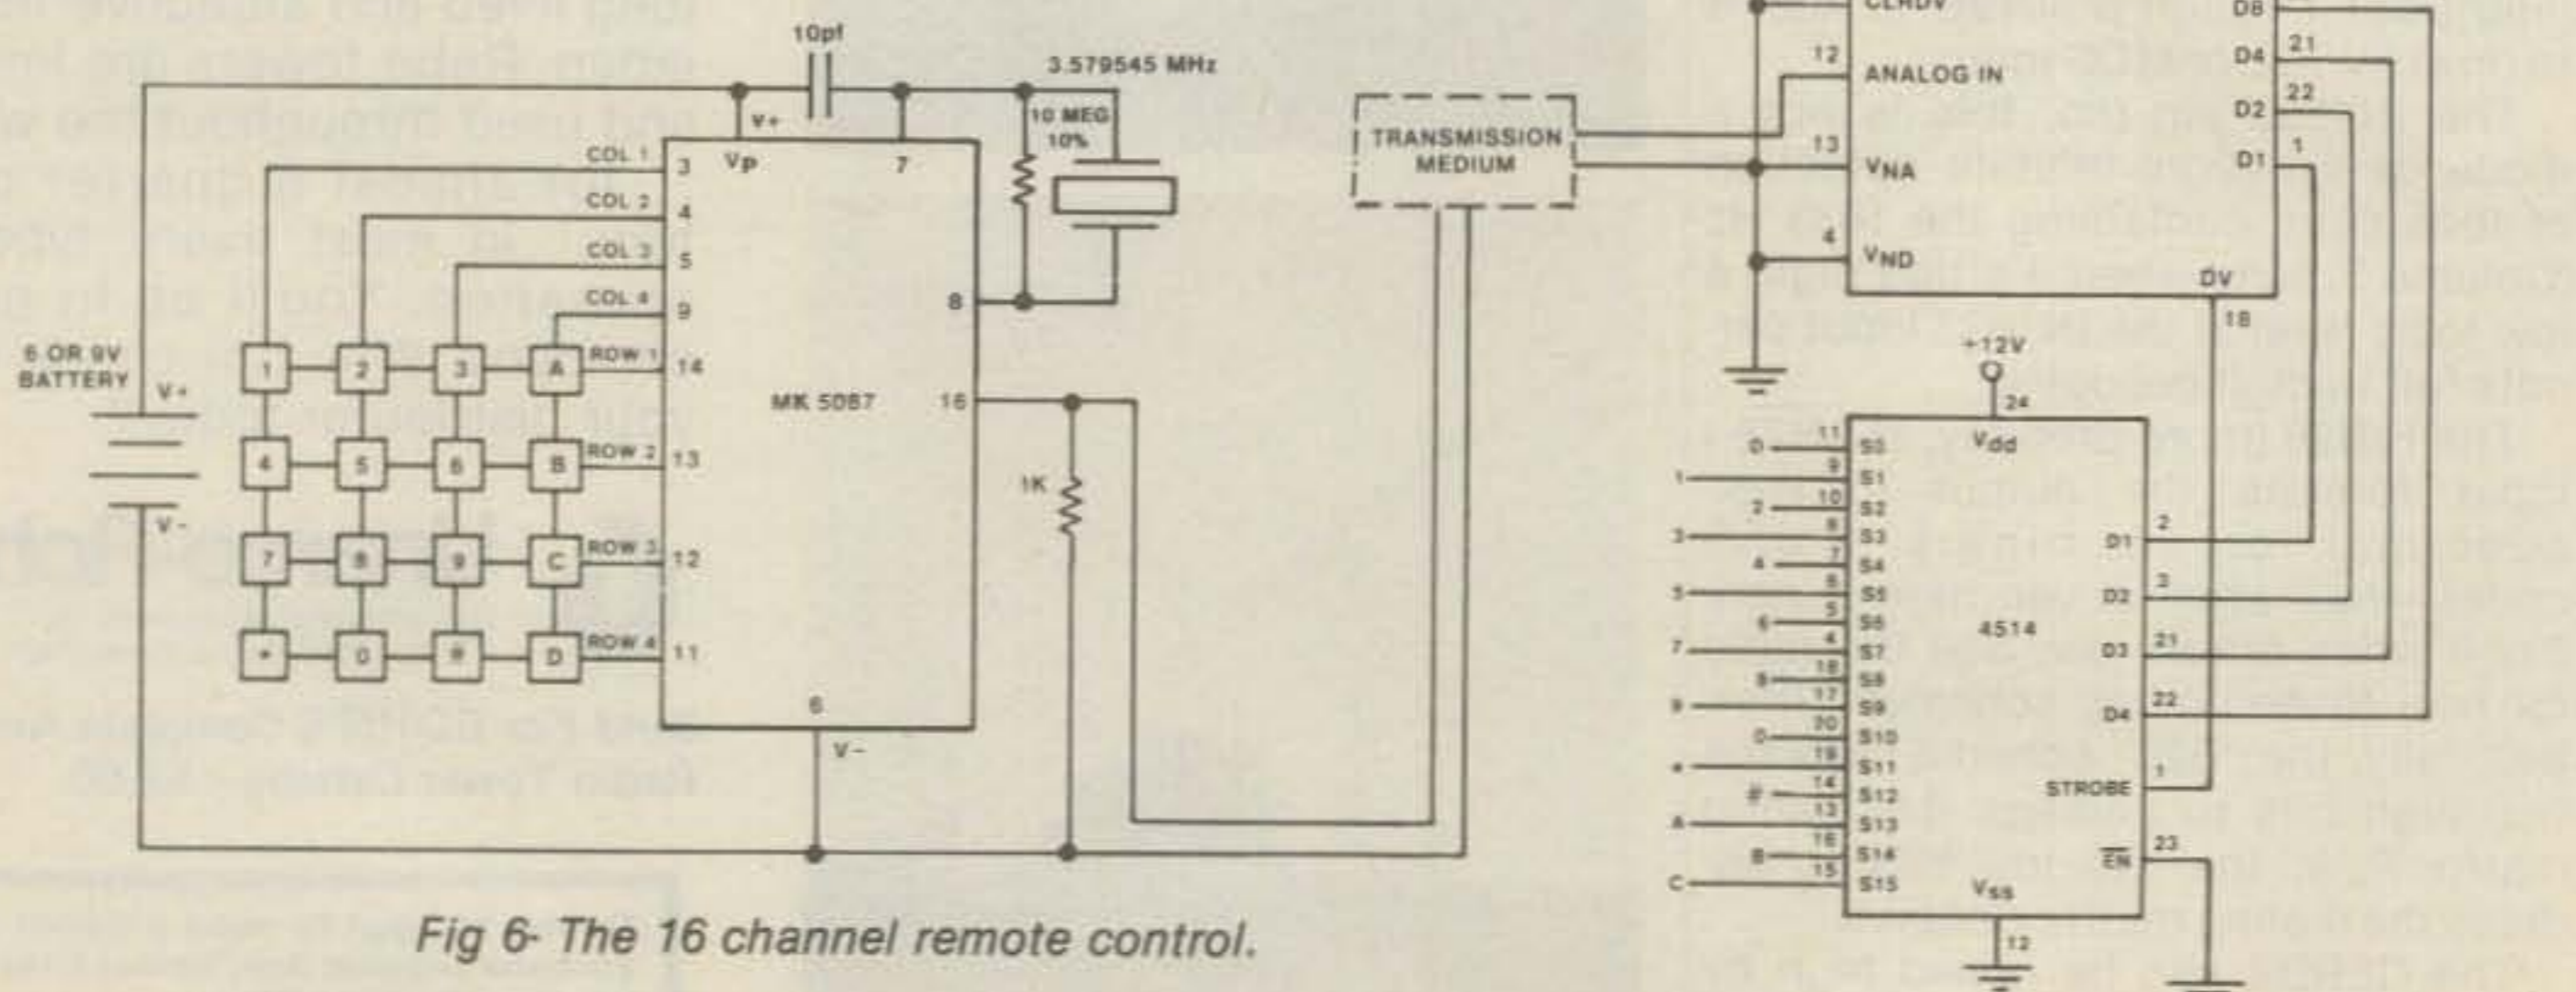 10pf
3.579545 MHz
10 MEG
10%
V+
VP
7
COL 1
3
COL 2
4
COL 3
5
COL 4
9
8
6 OR 9V
BATTERY
V+
V-
1
2
3
A
ROW 1
14
4
5
6
B
ROW 2
13
7
8
9
C
ROW 3
12
*
0
#
D
ROW 4
11
MK 5087
16
1K
6
V-
TRANSMISSION
MEDIUM
CLRDV
12
ANALOG IN
13
VNA
4
VND
D8
D4
21
D2
22
D1
1
DV
18
+12V
24
Vdd
0 11 S0
1 9 S1
2 10 S2
3 8 S3
4 7 S4
5 6 S5
6 5 S6
7 4 S7
8 18 S8
9 17 S9
0 20 S10
* 19 S11
# 14 S12
A 13 S13
B 16 S14
C 15 S15
4514
D1 2
D2 3
D3 21
D4 22
STROBE 1
EN 23
VSS
12
Fig 6- The 16 channel remote control.